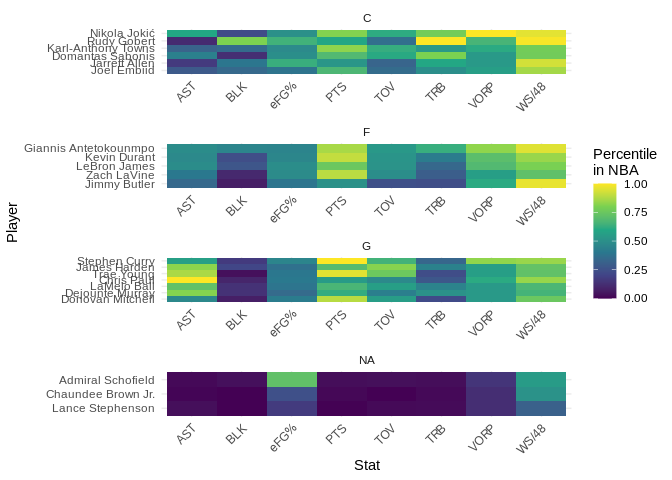 C
Nikola Jokić
Rudy Gobert
Karl-Anthony Towns
Domantas Sabonis
Jarrett Allen
Joel Embiid
AST BLK eFG% PTS TOV TRB VORP WS/48
F
Giannis Antetokounmpo
Kevin Durant
LeBron James
Zach LaVine
Jimmy Butler
AST BLK eFG% PTS TOV TRB VORP WS/48
G
Stephen Curry
James Harden
Trae Young
Chris Paul
LaMelo Ball
Dejounte Murray
Donovan Mitchell
AST BLK eFG% PTS TOV TRB VORP WS/48
NA
Admiral Schofield
Chaundee Brown Jr.
Lance Stephenson
AST BLK eFG% PTS TOV TRB VORP WS/48
Stat
Player
Percentile
in NBA
1.00
0.75
0.50
0.25
0.00